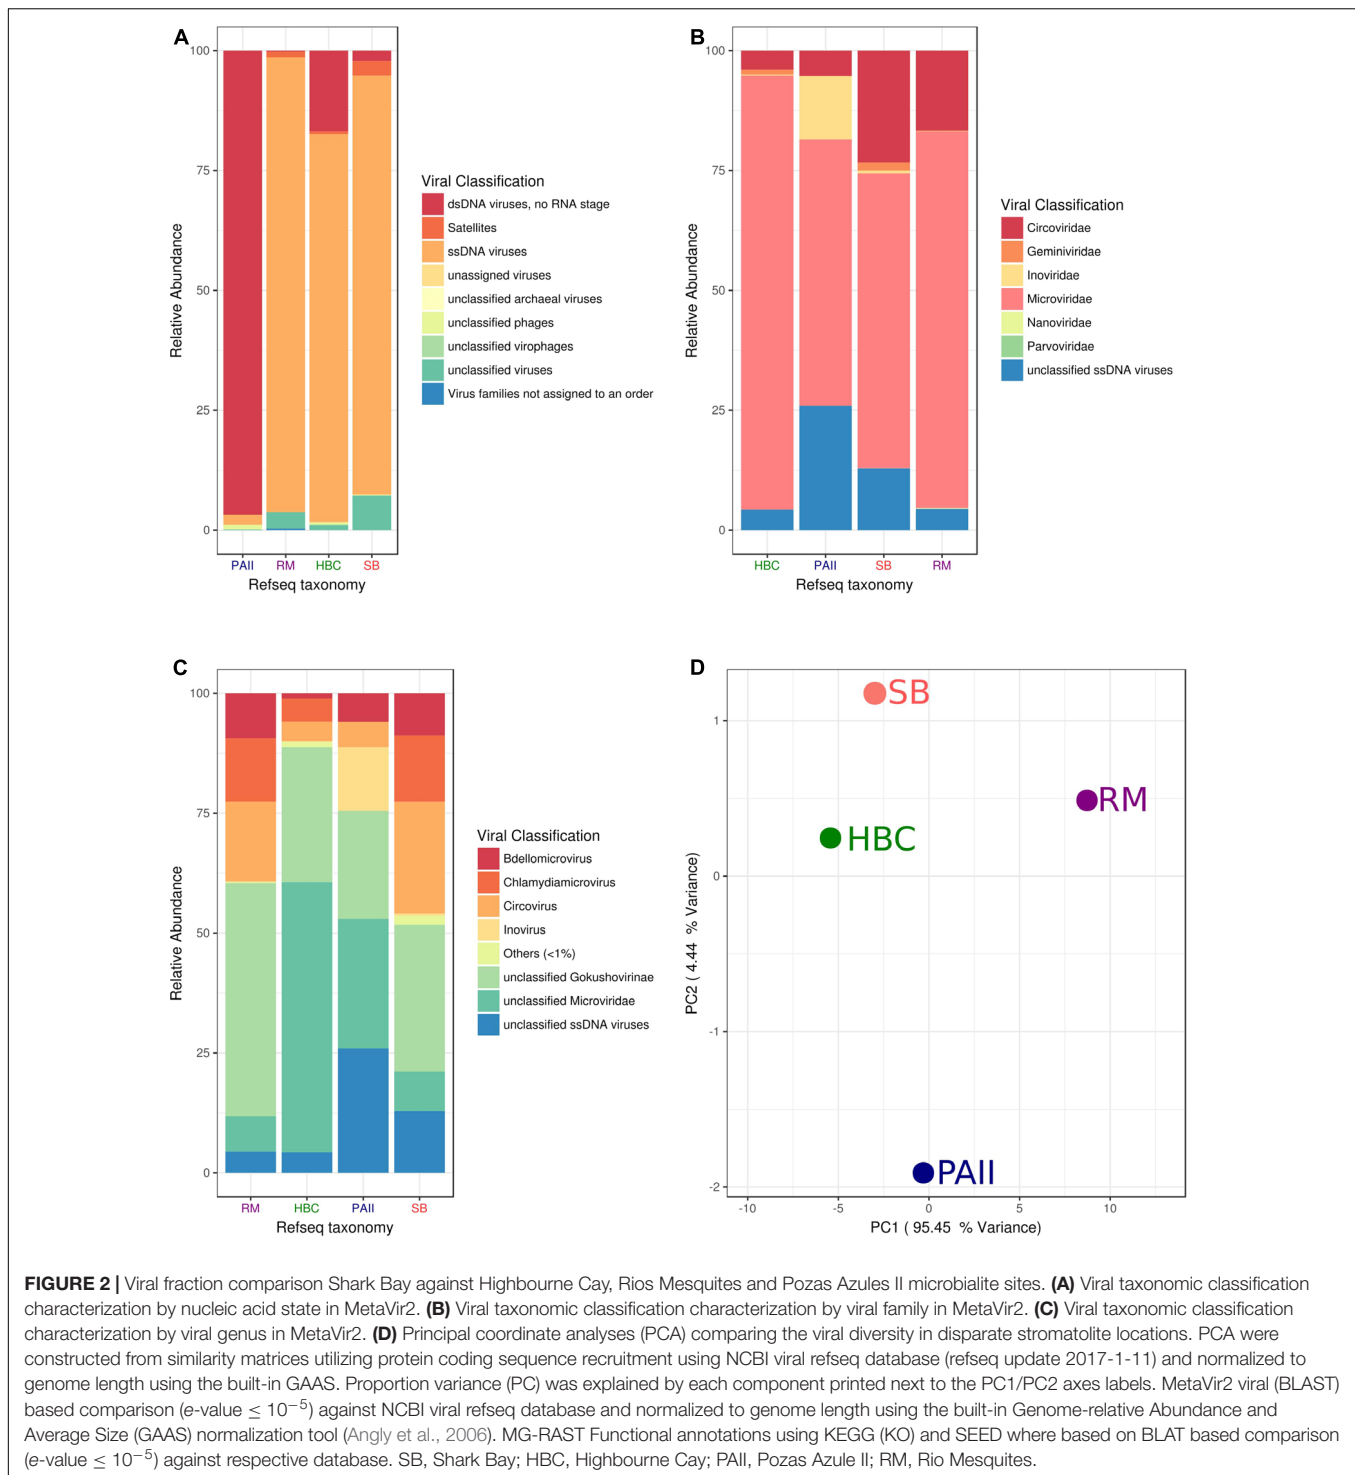 A
100
75
50
25
0
Relative Abundance
PAII RM HBC SB
Refseq taxonomy
Viral Classification
dsDNA viruses, no RNA stage
Satellites
ssDNA viruses
unassigned viruses
unclassified archaeal viruses
unclassified phages
unclassified virophages
unclassified viruses
Virus families not assigned to an order
B
100
75
50
25
0
Relative Abundance
HBC PAII SB RM
Refseq taxonomy
Viral Classification
Circoviridae
Geminiviridae
Inoviridae
Microviridae
Nanoviridae
Parvoviridae
unclassified ssDNA viruses
C
100
75
50
25
0
Relative Abundance
RM HBC PAII SB
Refseq taxonomy
Viral Classification
Bdellomicrovirus
Chlamydiamicrovirus
Circovirus
Inovirus
Others (<1%)
unclassified Gokushovirinae
unclassified Microviridae
unclassified ssDNA viruses
D
SB
RM
HBC
PAII
1
0
-1
-2
PC2 ( 4.44 % Variance)
-10 -5 0 5 10
PC1 ( 95.45 % Variance)
FIGURE 2 | Viral fraction comparison Shark Bay against Highbourne Cay, Rios Mesquites and Pozas Azules II microbialite sites. (A) Viral taxonomic classification
characterization by nucleic acid state in MetaVir2. (B) Viral taxonomic classification characterization by viral family in MetaVir2. (C) Viral taxonomic classification
characterization by viral genus in MetaVir2. (D) Principal coordinate analyses (PCA) comparing the viral diversity in disparate stromatolite locations. PCA were
constructed from similarity matrices utilizing protein coding sequence recruitment using NCBI viral refseq database (refseq update 2017-1-11) and normalized to
genome length using the built-in GAAS. Proportion variance (PC) was explained by each component printed next to the PC1/PC2 axes labels. MetaVir2 viral (BLAST)
based comparison (e-value ≤ 10⁻⁵) against NCBI viral refseq database and normalized to genome length using the built-in Genome-relative Abundance and
Average Size (GAAS) normalization tool (Angly et al., 2006). MG-RAST Functional annotations using KEGG (KO) and SEED where based on BLAT based comparison
(e-value ≤ 10⁻⁵) against respective database. SB, Shark Bay; HBC, Highbourne Cay; PAII, Pozas Azule II; RM, Rio Mesquites.